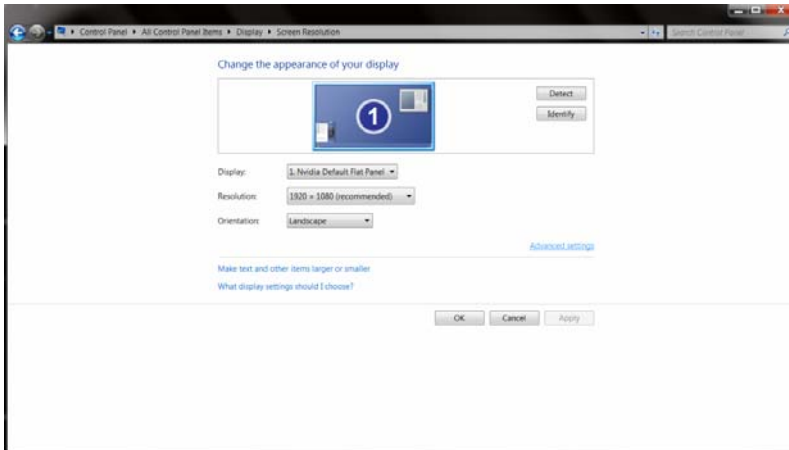 Control Panel ▸ All Control Panel Items ▸ Display ▸ Screen Resolution
Search Control Panel
Change the appearance of your display
1
Detect
Identify
Display: 1. Nvidia Default Flat Panel
Resolution: 1920 × 1080 (recommended)
Orientation: Landscape
Advanced settings
Make text and other items larger or smaller
What display settings should I choose?
OK Cancel Apply